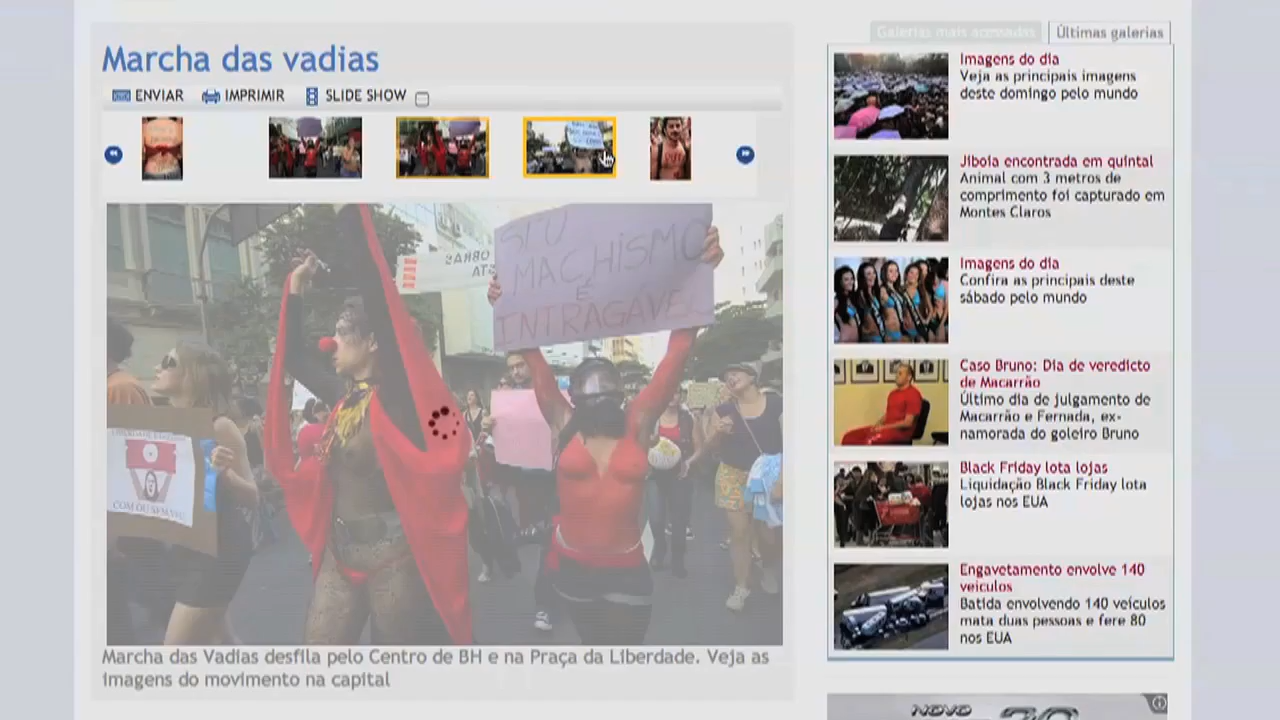 Marcha das vadias
ENVIAR IMPRIMIR SLIDE SHOW
SEU
MACHISMO
É
INTRAGÁVEL
OBRAS
COM OU SEM VÉU
Marcha das Vadias desfila pelo Centro de BH e na Praça da Liberdade. Veja as
imagens do movimento na capital
Galerias mais acessadas Últimas galerias
Imagens do dia
Veja as principais imagens
deste domingo pelo mundo
Jiboia encontrada em quintal
Animal com 3 metros de
comprimento foi capturado em
Montes Claros
Imagens do dia
Confira as principais deste
sábado pelo mundo
Caso Bruno: Dia de veredicto
de Macarrão
Último dia de julgamento de
Macarrão e Fernada, ex-
namorada do goleiro Bruno
Black Friday lota lojas
Liquidação Black Friday lota
lojas nos EUA
Engavetamento envolve 140
veículos
Batida envolvendo 140 veículos
mata duas pessoas e fere 80
nos EUA
NOVO